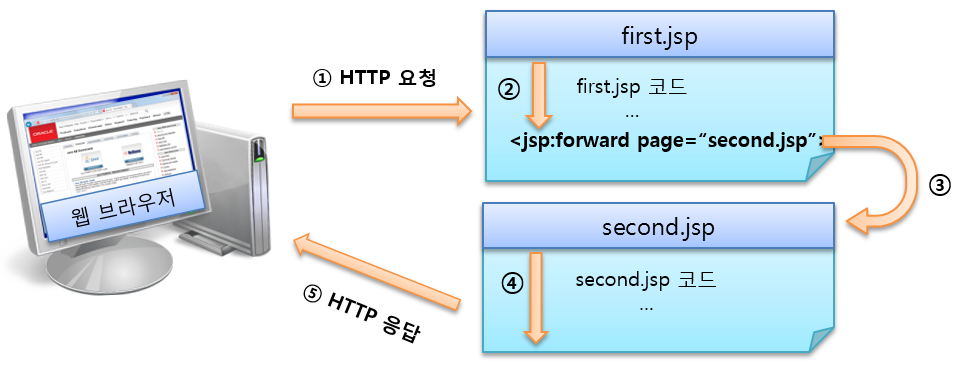 first.jsp
① HTTP 요청
② first.jsp 코드
...
<jsp:forward page=“second.jsp”>
③
ORACLE
웹 브라우저
second.jsp
④ second.jsp 코드
...
⑤ HTTP 응답